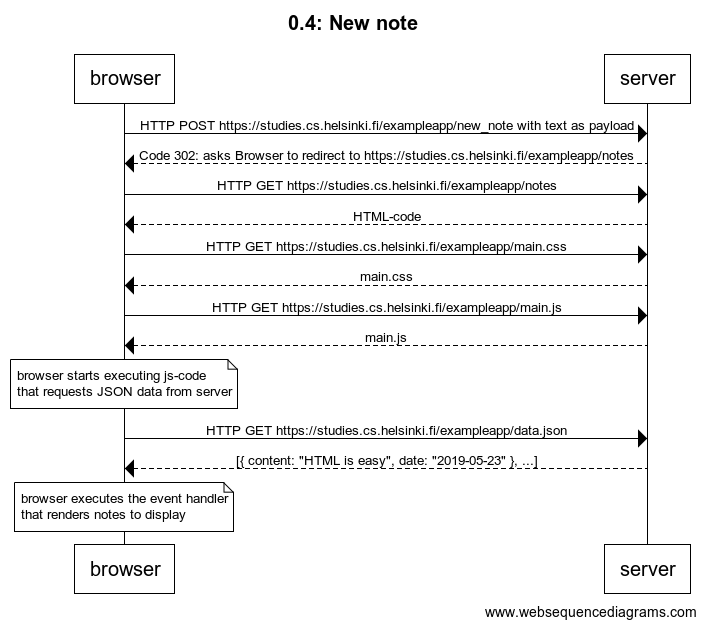 0.4: New note
browser
server
HTTP POST https://studies.cs.helsinki.fi/exampleapp/new_note with text as payload
Code 302: asks Browser to redirect to https://studies.cs.helsinki.fi/exampleapp/notes
HTTP GET https://studies.cs.helsinki.fi/exampleapp/notes
HTML-code
HTTP GET https://studies.cs.helsinki.fi/exampleapp/main.css
main.css
HTTP GET https://studies.cs.helsinki.fi/exampleapp/main.js
main.js
browser starts executing js-code
that requests JSON data from server
HTTP GET https://studies.cs.helsinki.fi/exampleapp/data.json
[{ content: "HTML is easy", date: "2019-05-23" }, ...]
browser executes the event handler
that renders notes to display
browser
server
www.websequencediagrams.com